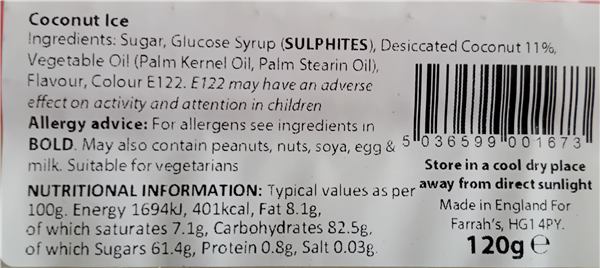 Coconut Ice
Ingredients: Sugar, Glucose Syrup (SULPHITES), Desiccated Coconut 11%,
Vegetable Oil (Palm Kernel Oil, Palm Stearin Oil),
Flavour, Colour E122. E122 may have an adverse
effect on activity and attention in children
Allergy advice: For allergens see ingredients in
BOLD. May also contain peanuts, nuts, soya, egg &
milk. Suitable for vegetarians
NUTRITIONAL INFORMATION: Typical values as per
100g. Energy 1694kJ, 401kcal, Fat 8.1g,
of which saturates 7.1g, Carbohydrates 82.5g,
of which Sugars 61.4g, Protein 0.8g, Salt 0.03g.
5 036599 001673
Store in a cool dry place
away from direct sunlight
Made in England For
Farrah's, HG1 4PY.
120g e